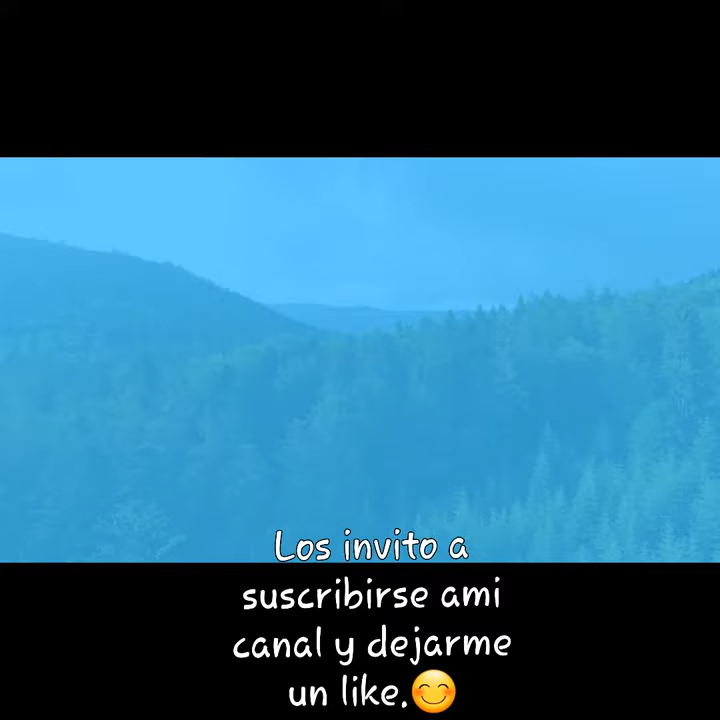 Los invito a
suscribirse ami
canal y dejarme
un like.😊